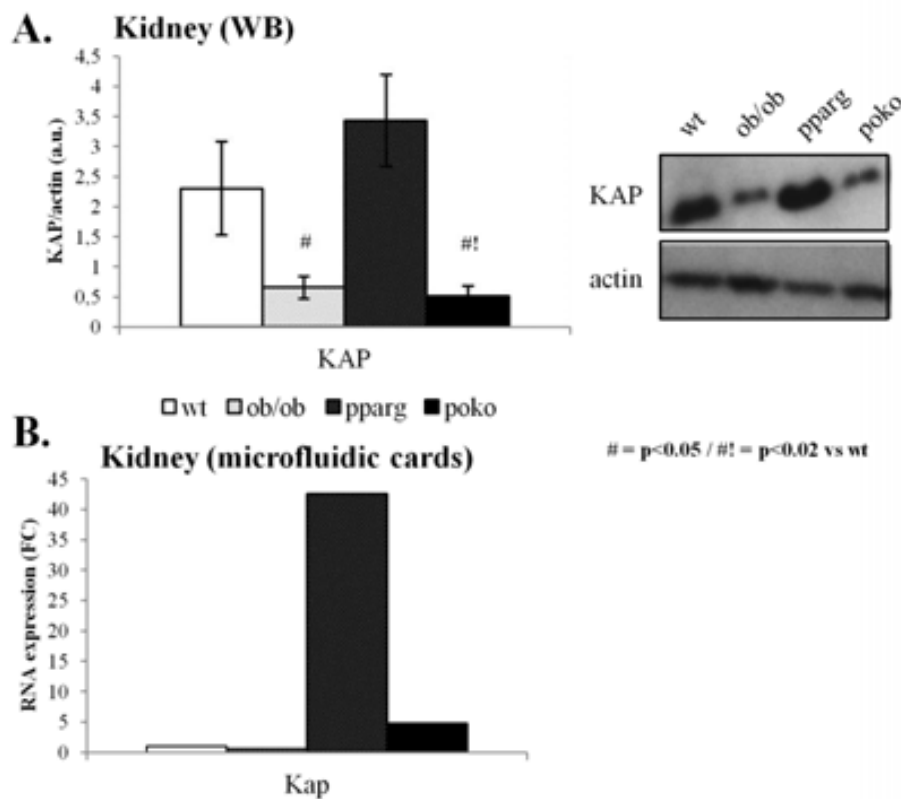 A.
Kidney (WB)
KAP/actin (a.u.)
4,5
4
3,5
3
2,5
2
1,5
1
0,5
0
#
#!
KAP
wt ob/ob pparg poko
KAP
actin
wt ob/ob pparg poko
B.
Kidney (microfluidic cards)
# = p<0.05 / #! = p<0.02 vs wt
RNA expression (FC)
45
40
35
30
25
20
15
10
5
0
Kap